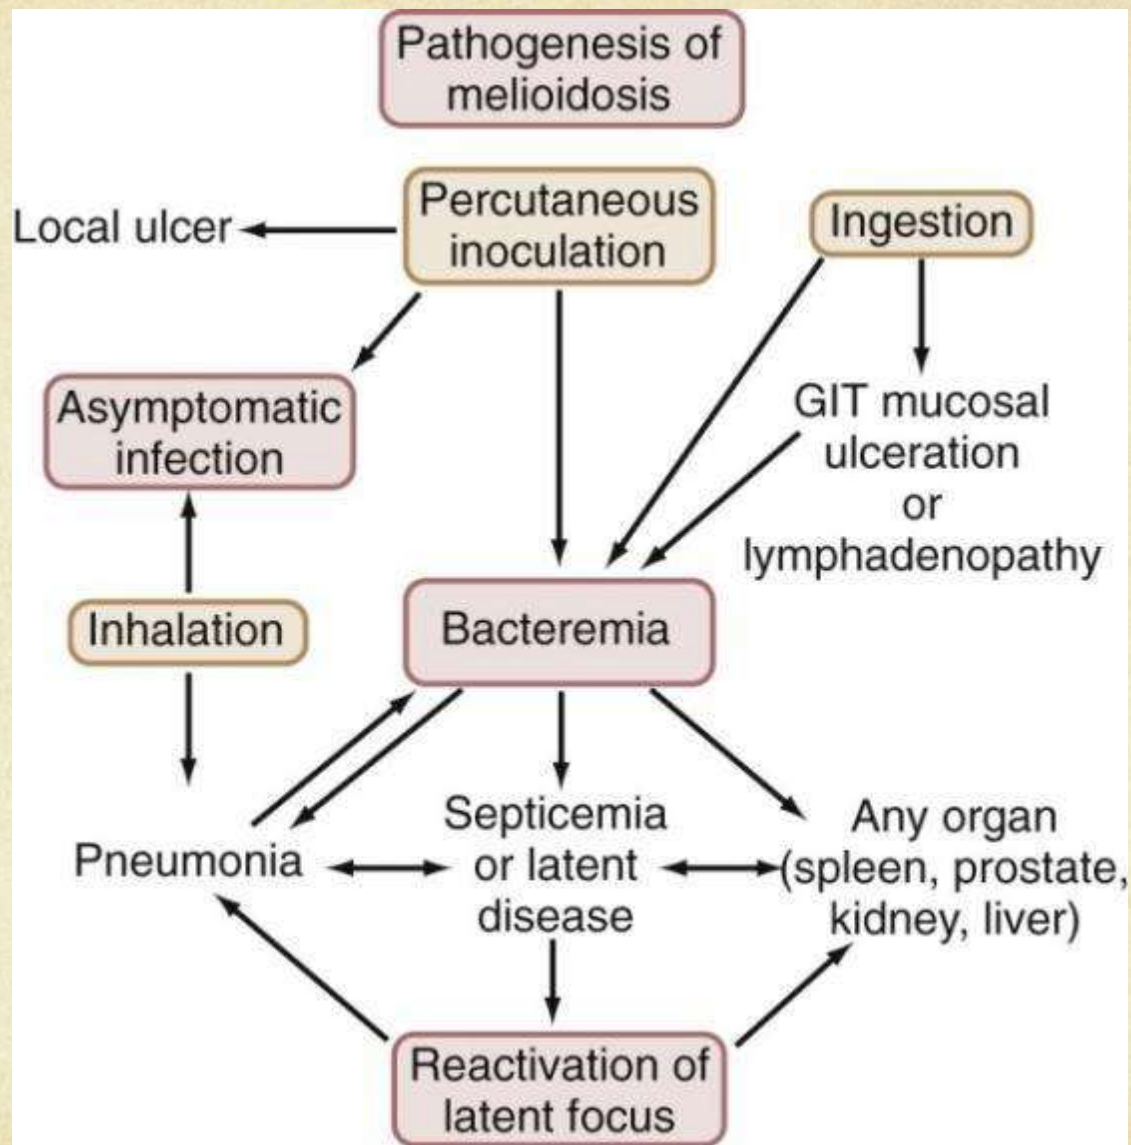 Pathogenesis of
melioidosis
Percutaneous
inoculation
Ingestion
Local ulcer
Asymptomatic
infection
GIT mucosal
ulceration
or
lymphadenopathy
Inhalation
Bacteremia
Pneumonia
Septicemia
or latent
disease
Any organ
(spleen, prostate,
kidney, liver)
Reactivation of
latent focus